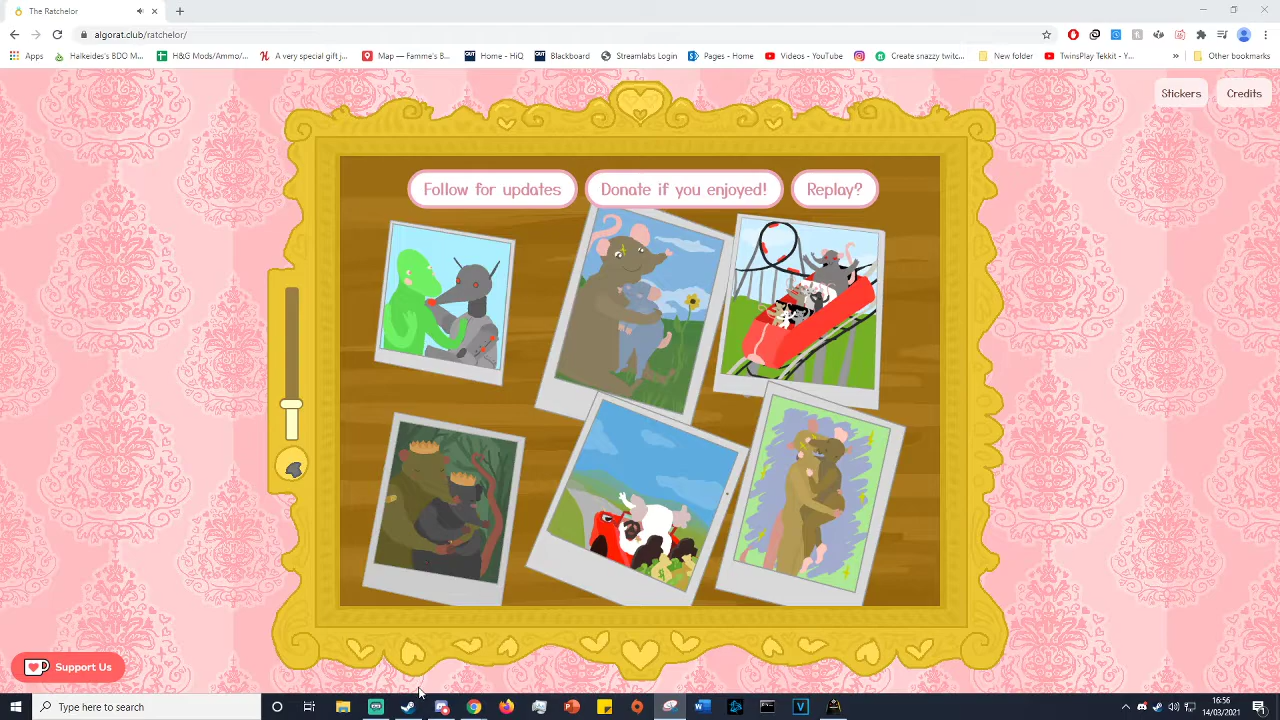 The Ratchelor
algorat.club/ratchelor/
Apps
Halkeides's BDO M...
H&G Mods/Ammo/...
A very special gift j...
Map — Famme's B...
Home - HiQ
Blackboard
Streamlabs Login
Pages - Home
Videos - YouTube
Create snazzy twitc...
New folder
TwinsPlay Tekkit - Y...
»
Other bookmarks
Stickers
Credits
Follow for updates
Donate if you enjoyed!
Replay?
Support Us
Type here to search
16:56
14/03/2021